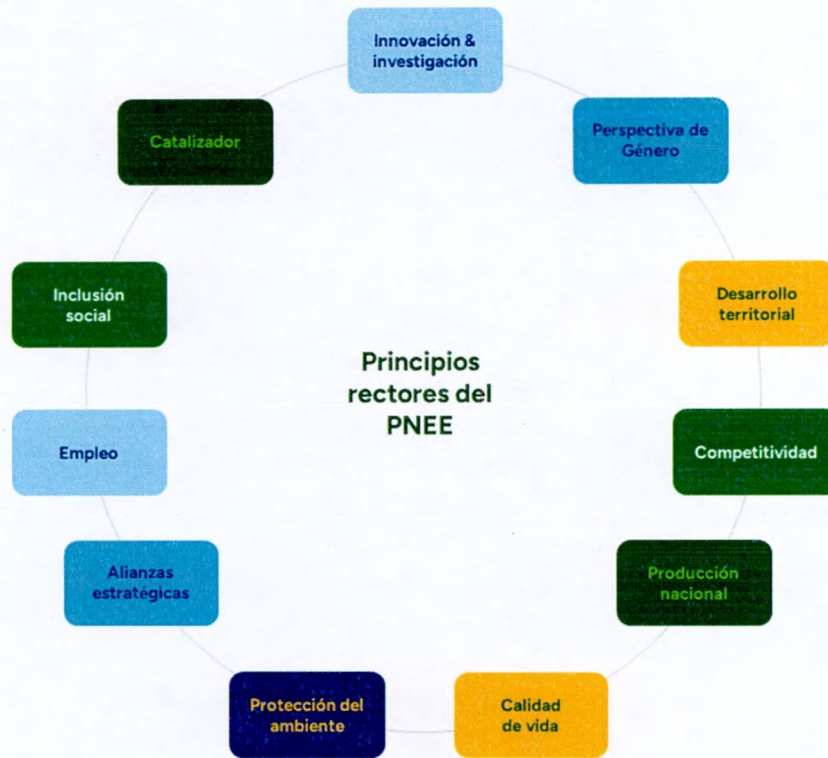 Innovación &
investigación
Perspectiva de
Género
Desarrollo
territorial
Competitividad
Producción
nacional
Calidad
de vida
Protección del
ambiente
Alianzas
estratégicas
Empleo
Inclusión
social
Catalizador
Principios
rectores del
PNEE